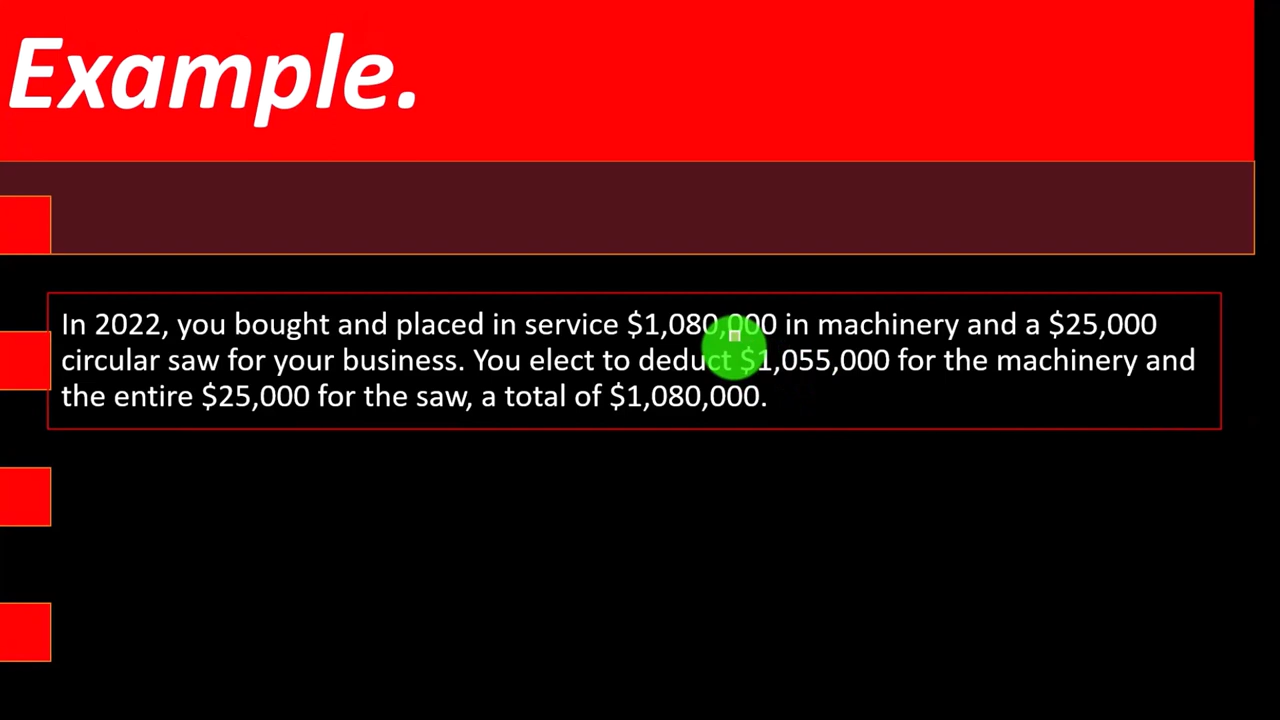 Example.
In 2022, you bought and placed in service $1,080,000 in machinery and a $25,000
circular saw for your business. You elect to deduct $1,055,000 for the machinery and
the entire $25,000 for the saw, a total of $1,080,000.